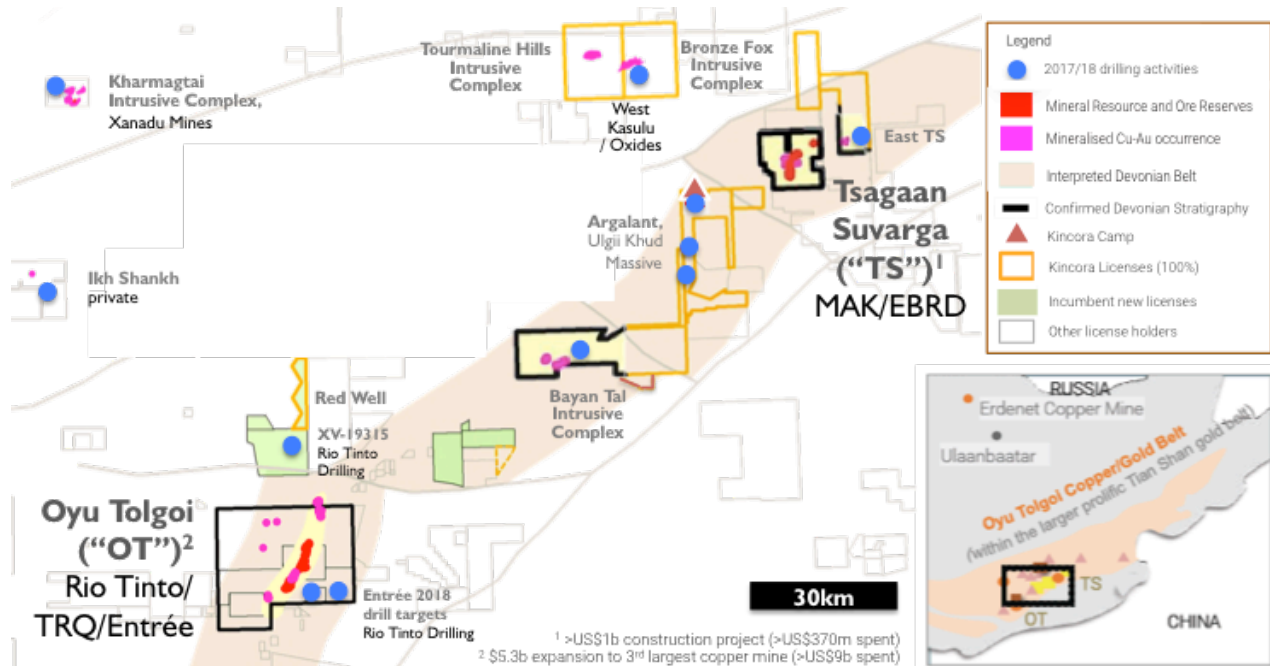 Tourmaline Hills
Intrusive
Complex
Bronze Fox
Intrusive
Complex
Kharmagtai
Intrusive Complex,
Xanadu Mines
West
Kasulu
/ Oxides
East TS
Tsagaan
Suvarga
("TS")1
MAK/EBRD
Argalant,
Ulgii Khud
Massive
Ikh Shankh
private
Bayan Tal
Intrusive
Complex
Red Well
XV-19315
Rio Tinto
Drilling
Oyu Tolgoi
("OT")2
Rio Tinto/
TRQ/Entrée
Entrée 2018
drill targets
Rio Tinto Drilling
30km
1 >US$1b construction project (>US$370m spent)
2 $5.3b expansion to 3rd largest copper mine (>US$9b spent)
Legend
2017/18 drilling activities
Mineral Resource and Ore Reserves
Mineralised Cu-Au occurrence
Interpreted Devonian Belt
Confirmed Devonian Stratigraphy
Kincora Camp
Kincora Licenses (100%)
Incumbent new licenses
Other license holders
RUSSIA
Erdenet Copper Mine
Ulaanbaatar
Oyu Tolgoi Copper/Gold Belt
(within the larger prolific Tian Shan gold belt)
TS
OT
CHINA